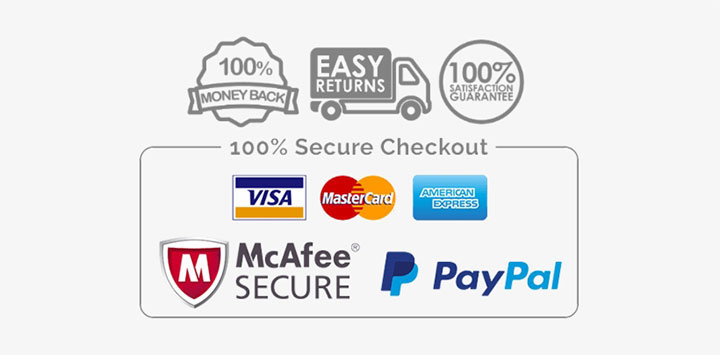 100%
MONEY BACK
EASY
RETURNS
100%
SATISFACTION
GUARANTEE
100% Secure Checkout
VISA
MasterCard
AMERICAN
EXPRESS
M
McAfee®
SECURE
P PayPal